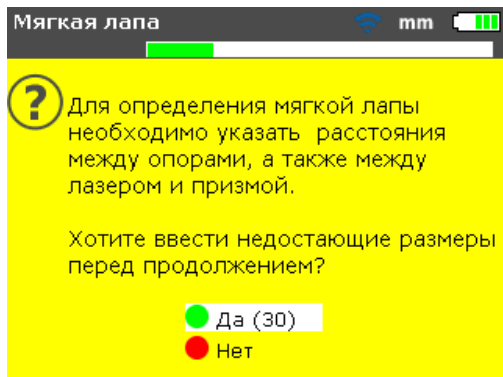 Мягкая лапа mm
?
Для определения мягкой лапы
необходимо указать расстояния
между опорами, а также между
лазером и призмой.
Хотите ввести недостающие размеры
перед продолжением?
Да (30)
Нет